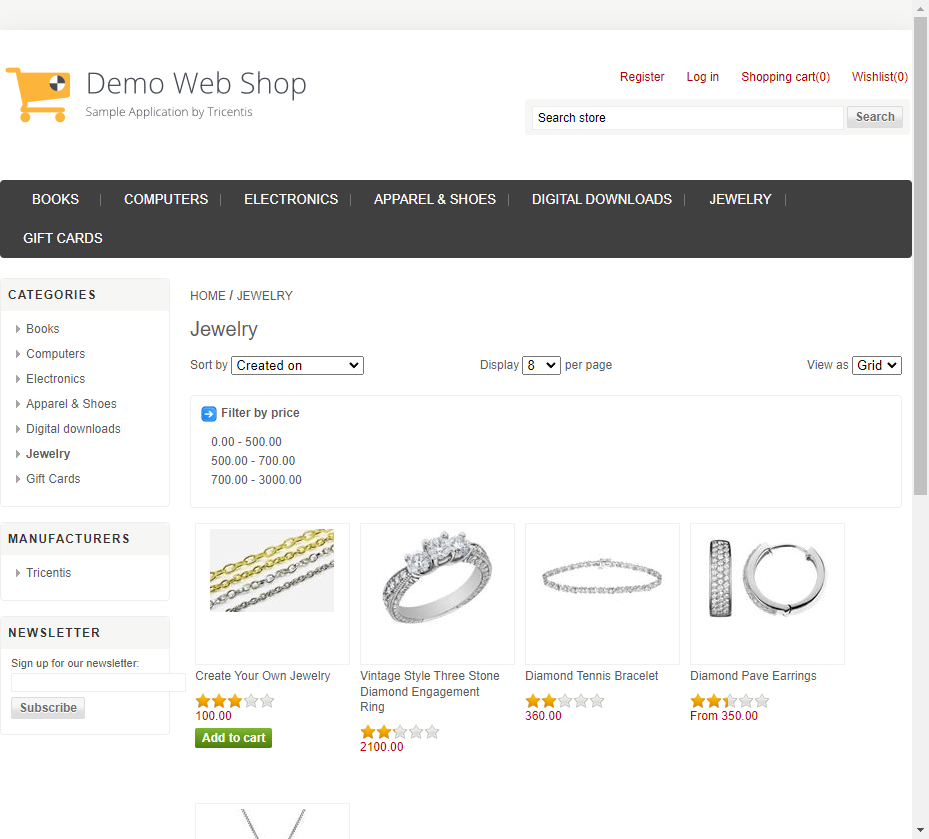 Demo Web Shop
Sample Application by Tricentis
Register Log in Shopping cart(0) Wishlist(0)
Search store Search
BOOKS COMPUTERS ELECTRONICS APPAREL & SHOES DIGITAL DOWNLOADS JEWELRY
GIFT CARDS
CATEGORIES
Books
Computers
Electronics
Apparel & Shoes
Digital downloads
Jewelry
Gift Cards
MANUFACTURERS
Tricentis
NEWSLETTER
Sign up for our newsletter:
Subscribe
HOME / JEWELRY
Jewelry
Sort by Created on Display 8 per page View as Grid
Filter by price
0.00 - 500.00
500.00 - 700.00
700.00 - 3000.00
Create Your Own Jewelry
100.00
Add to cart
Vintage Style Three Stone
Diamond Engagement
Ring
2100.00
Diamond Tennis Bracelet
360.00
Diamond Pave Earrings
From 350.00